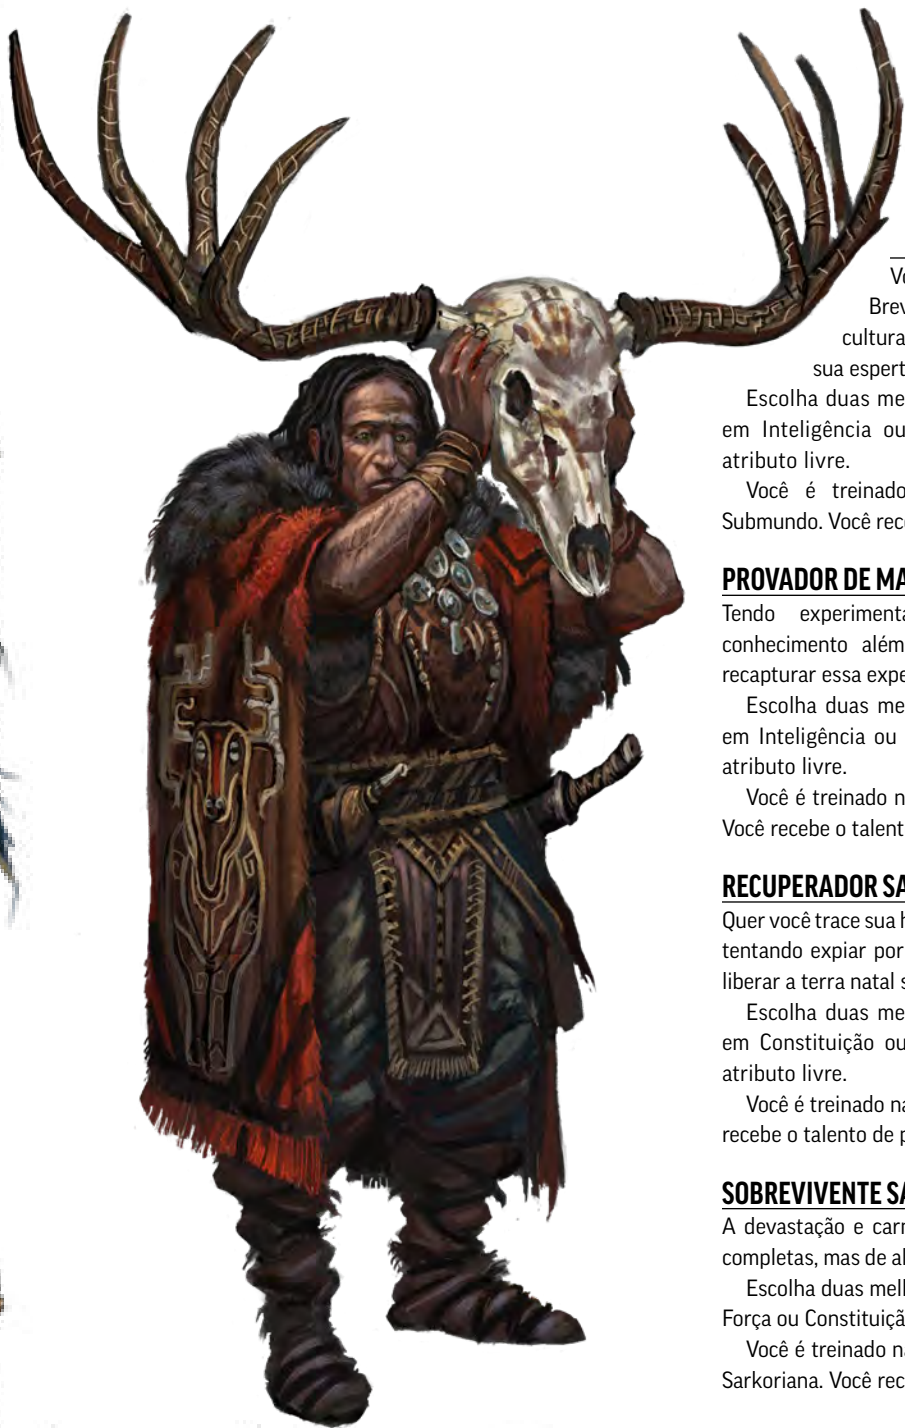 Vo
Brev
cultura
sua espert
Escolha duas me
em Inteligência ou
atributo livre.
Você é treinado
Submundo. Você rece
PROVADOR DE MA
Tendo experimenta
conhecimento além
recapturar essa expe
Escolha duas me
em Inteligência ou
atributo livre.
Você é treinado n
Você recebe o talent
RECUPERADOR SA
Quer você trace sua h
tentando expiar por
liberar a terra natal s
Escolha duas me
em Constituição ou
atributo livre.
Você é treinado na
recebe o talento de p
SOBREVIVENTE SA
A devastação e carn
completas, mas de al
Escolha duas mell
Força ou Constituiçã
Você é treinado na
Sarkoriana. Você rec